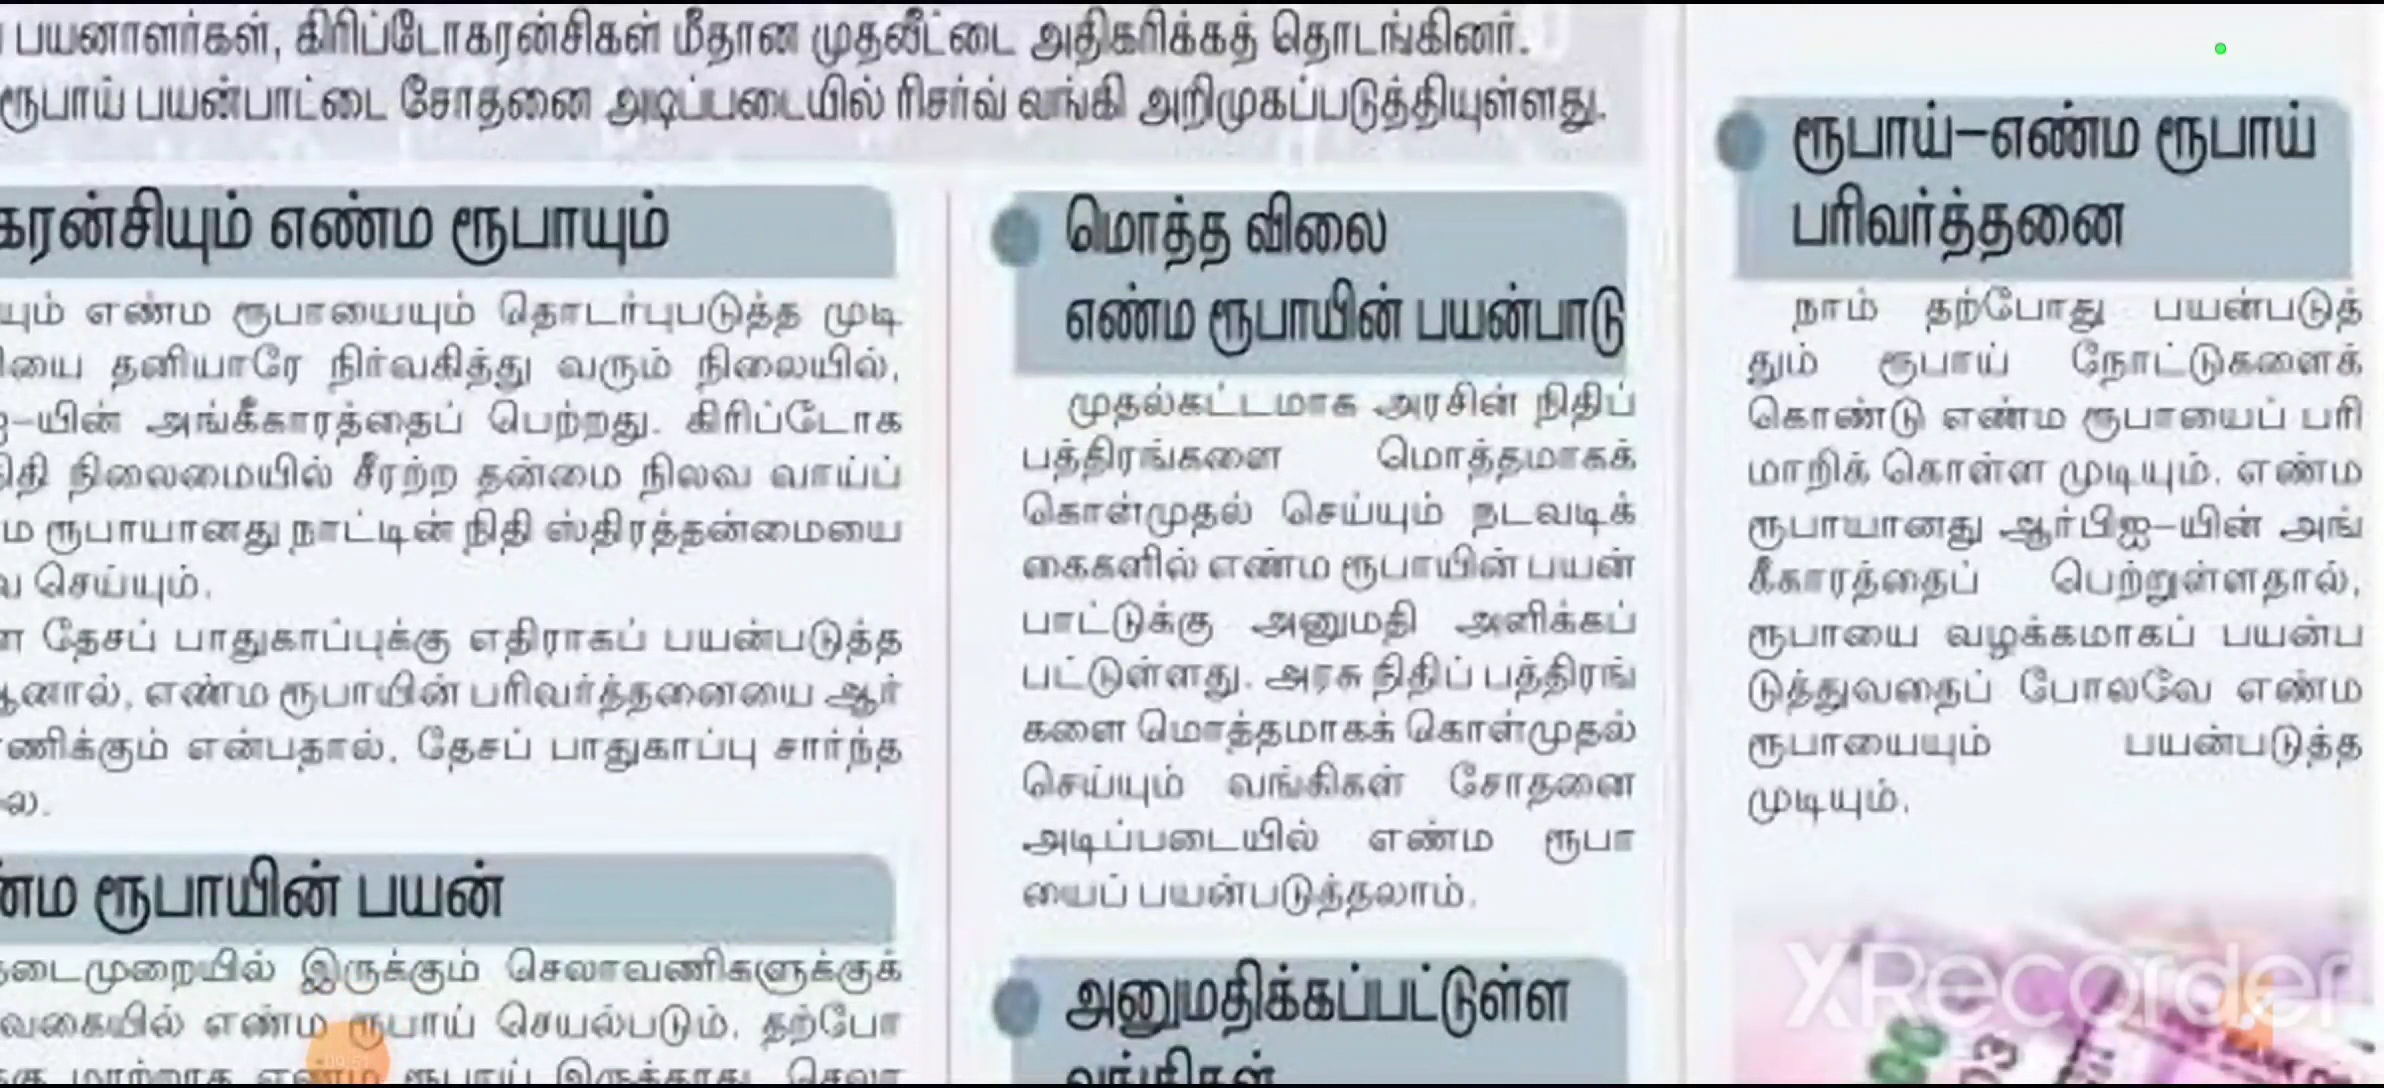 பயனாளர்கள், கிரிப்டோகரன்சிகள் மீதான முதலீட்டை அதிகரிக்கத் தொடங்கினர்.
ரூபாய் பயன்பாட்டை சோதனை அடிப்படையில் ரிசர்வ் வங்கி அறிமுகப்படுத்தியுள்ளது.
கரன்சியும் எண்ம ரூபாயும்
யும் எண்ம ரூபாயையும் தொடர்புபடுத்த முடி
யை தனியாரே நிர்வகித்து வரும் நிலையில்,
–யின் அங்கீகாரத்தைப் பெற்றது. கிரிப்டோக
நிதி நிலைமையில் சீரற்ற தன்மை நிலவ வாய்ப்
ம ரூபாயானது நாட்டின் நிதி ஸ்திரத்தன்மையை
செய்யும்.
தேசப் பாதுகாப்புக்கு எதிராகப் பயன்படுத்த
ஆனால், எண்ம ரூபாயின் பரிவர்த்தனையை ஆர்
ணிக்கும் என்பதால், தேசப் பாதுகாப்பு சார்ந்த
லை.
ண்ம ரூபாயின் பயன்
டைமுறையில் இருக்கும் செலாவணிகளுக்குக்
வகையில் எண்ம ரூபாய் செயல்படும். தற்போ
மாற்றாக எண்ம ரூபாய் இருக்காது. செலா
மொத்த விலை
எண்ம ரூபாயின் பயன்பாடு
முதல்கட்டமாக அரசின் நிதிப்
பத்திரங்களை மொத்தமாகக்
கொள்முதல் செய்யும் நடவடிக்
கைகளில் எண்ம ரூபாயின் பயன்
பாட்டுக்கு அனுமதி அளிக்கப்
பட்டுள்ளது. அரசு நிதிப் பத்திரங்
களை மொத்தமாகக் கொள்முதல்
செய்யும் வங்கிகள் சோதனை
அடிப்படையில் எண்ம ரூபா
யைப் பயன்படுத்தலாம்.
அனுமதிக்கப்பட்டுள்ள
வங்கிகள்
ரூபாய்–எண்ம ரூபாய்
பரிவர்த்தனை
நாம் தற்போது பயன்படுத்
தும் ரூபாய் நோட்டுகளைக்
கொண்டு எண்ம ரூபாயைப் பரி
மாறிக் கொள்ள முடியும். எண்ம
ரூபாயானது ஆர்பிஐ–யின் அங்
கீகாரத்தைப் பெற்றுள்ளதால்,
ரூபாயை வழக்கமாகப் பயன்ப
டுத்துவதைப் போலவே எண்ம
ரூபாயையும் பயன்படுத்த
முடியும்.
XRecorder